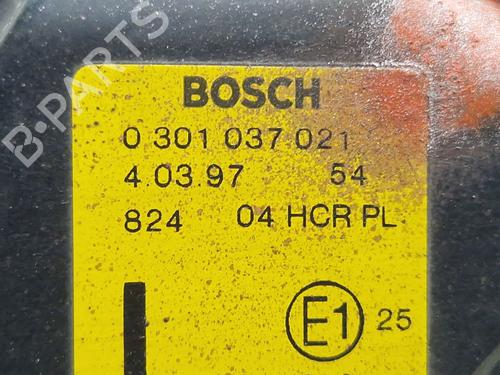 B-PARTS
BOSCH
0 301 037 021
4.03.97 54
824 04 HCR PL
E1 25